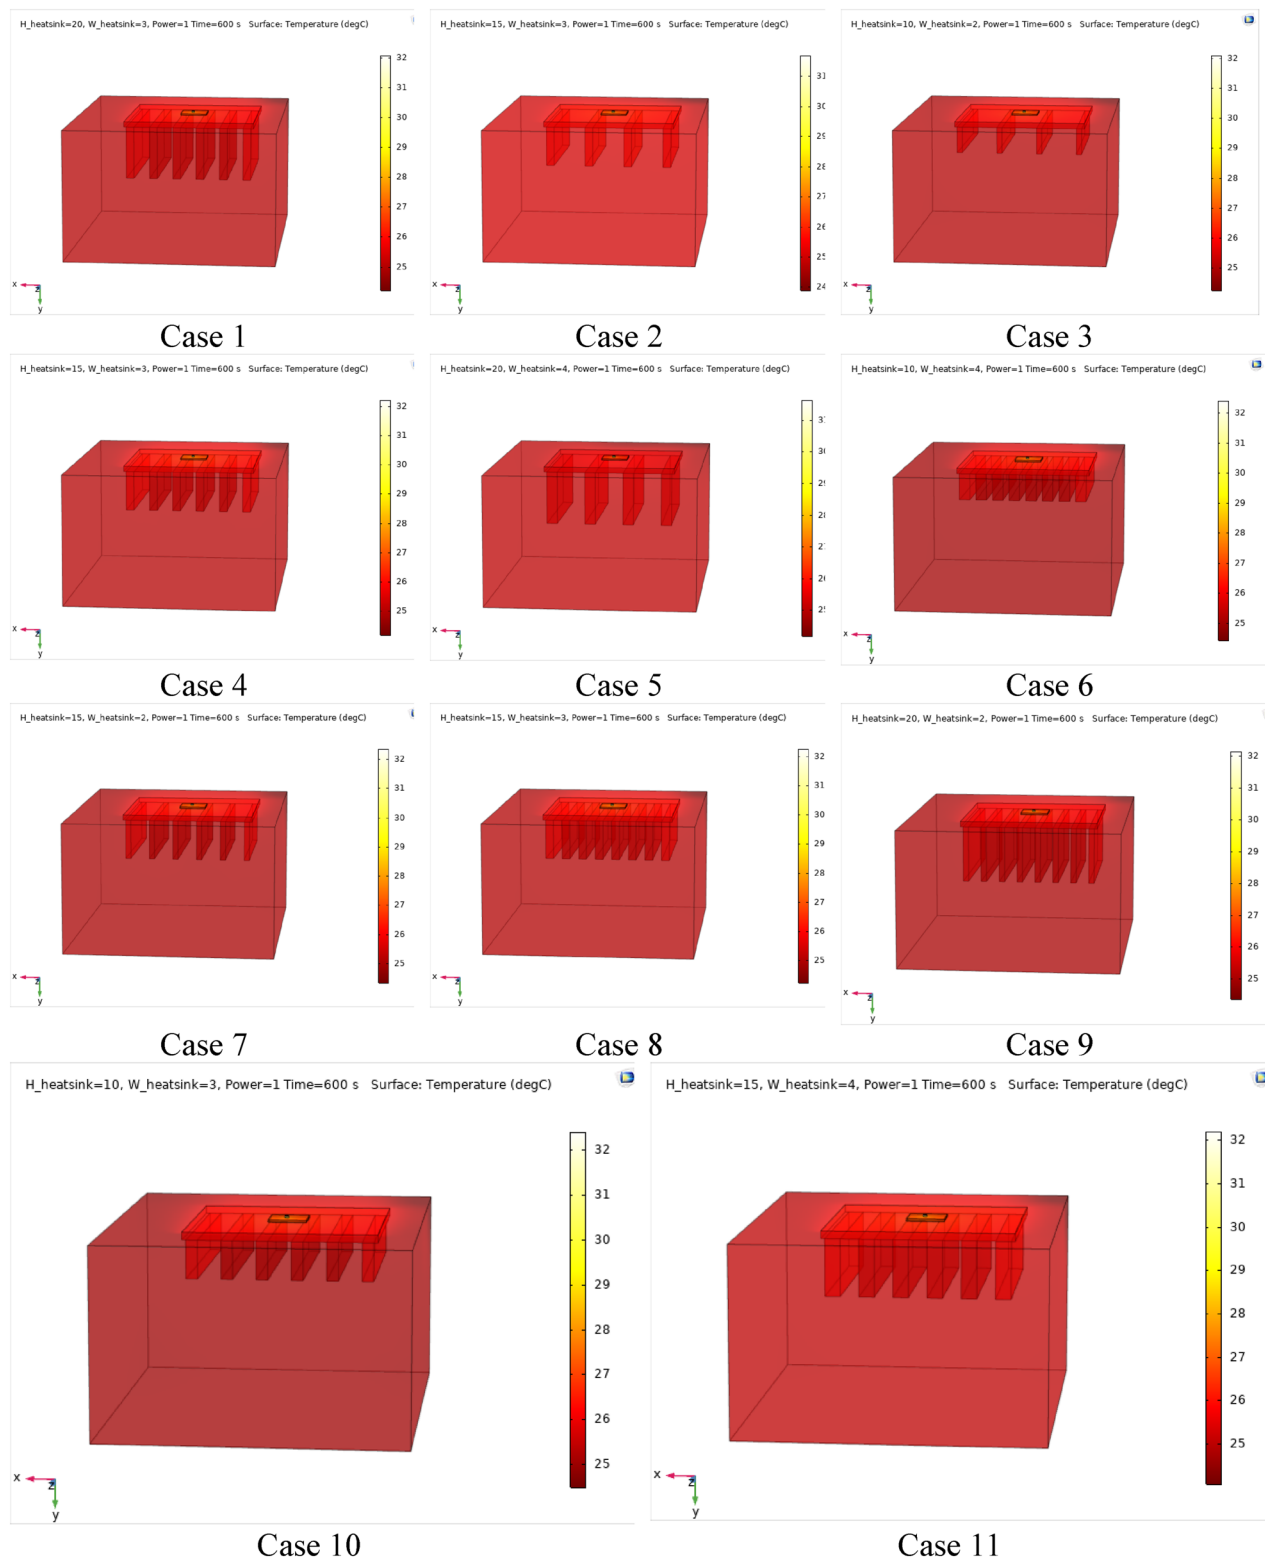 H_heatsink=20, W_heatsink=3, Power=1 Time=600 s   Surface: Temperature (degC)
32
31
30
29
28
27
26
25
x
z
y
Case 1
H_heatsink=15, W_heatsink=3, Power=1 Time=600 s   Surface: Temperature (degC)
31
30
29
28
27
26
25
24
x
z
y
Case 2
H_heatsink=10, W_heatsink=2, Power=1 Time=600 s   Surface: Temperature (degC)
32
31
30
29
28
27
26
25
x
z
y
Case 3
H_heatsink=15, W_heatsink=3, Power=1 Time=600 s   Surface: Temperature (degC)
32
31
30
29
28
27
26
25
x
z
y
Case 4
H_heatsink=20, W_heatsink=4, Power=1 Time=600 s   Surface: Temperature (degC)
x
z
y
Case 5
H_heatsink=10, W_heatsink=4, Power=1 Time=600 s   Surface: Temperature (degC)
32
31
30
29
28
27
26
25
x
z
y
Case 6
H_heatsink=15, W_heatsink=2, Power=1 Time=600 s   Surface: Temperature (degC)
32
31
30
29
28
27
26
25
x
z
y
Case 7
H_heatsink=15, W_heatsink=3, Power=1 Time=600 s   Surface: Temperature (degC)
32
31
30
29
28
27
26
25
x
z
y
Case 8
H_heatsink=20, W_heatsink=2, Power=1 Time=600 s   Surface: Temperature (degC)
32
31
30
29
28
27
26
25
x
z
y
Case 9
H_heatsink=10, W_heatsink=3, Power=1 Time=600 s   Surface: Temperature (degC)
32
31
30
29
28
27
26
25
x
z
y
Case 10
H_heatsink=15, W_heatsink=4, Power=1 Time=600 s   Surface: Temperature (degC)
32
31
30
29
28
27
26
25
x
z
y
Case 11